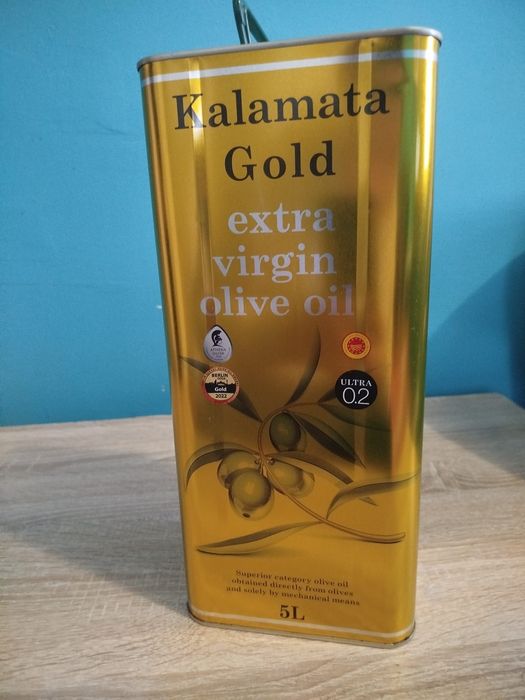 Kalamata
Gold
extra
virgin
olive oil
ATHENA
BERLIN
Gold
2022
ULTRA
0.2
Superior category olive oil
obtained directly from olives
and solely by mechanical means
5L